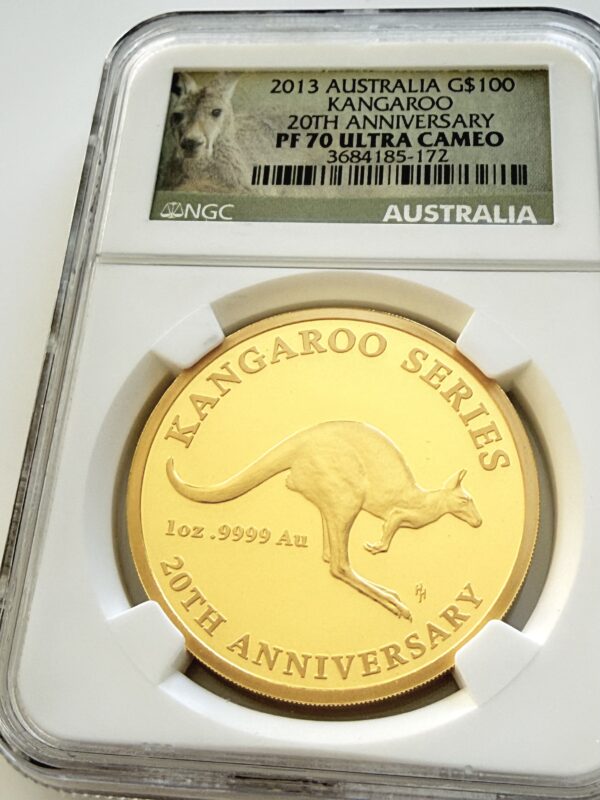 2013 AUSTRALIA G$100
KANGAROO
20TH ANNIVERSARY
PF 70 ULTRA CAMEO
3684185-172
NGC
AUSTRALIA
KANGAROO SERIES
1oz .9999 Au
20TH ANNIVERSARY